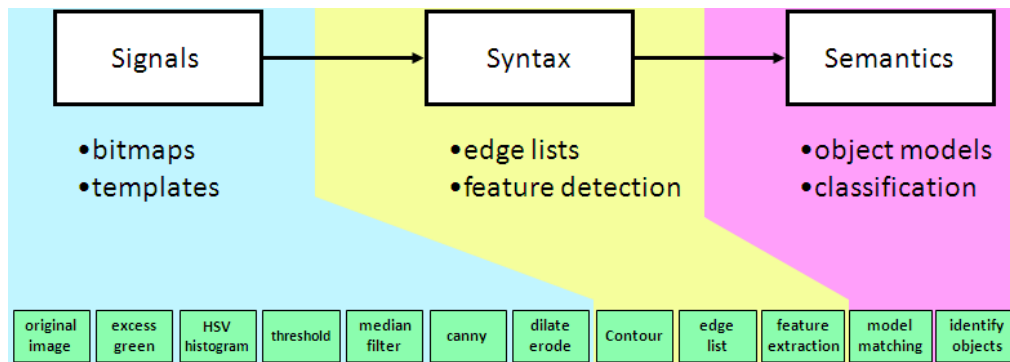 Signals
Syntax
Semantics
•bitmaps
•templates
•edge lists
•feature detection
•object models
•classification
original
image
excess
green
HSV
histogram
threshold
median
filter
canny
dilate
erode
Contour
edge
list
feature
extraction
model
matching
identify
objects